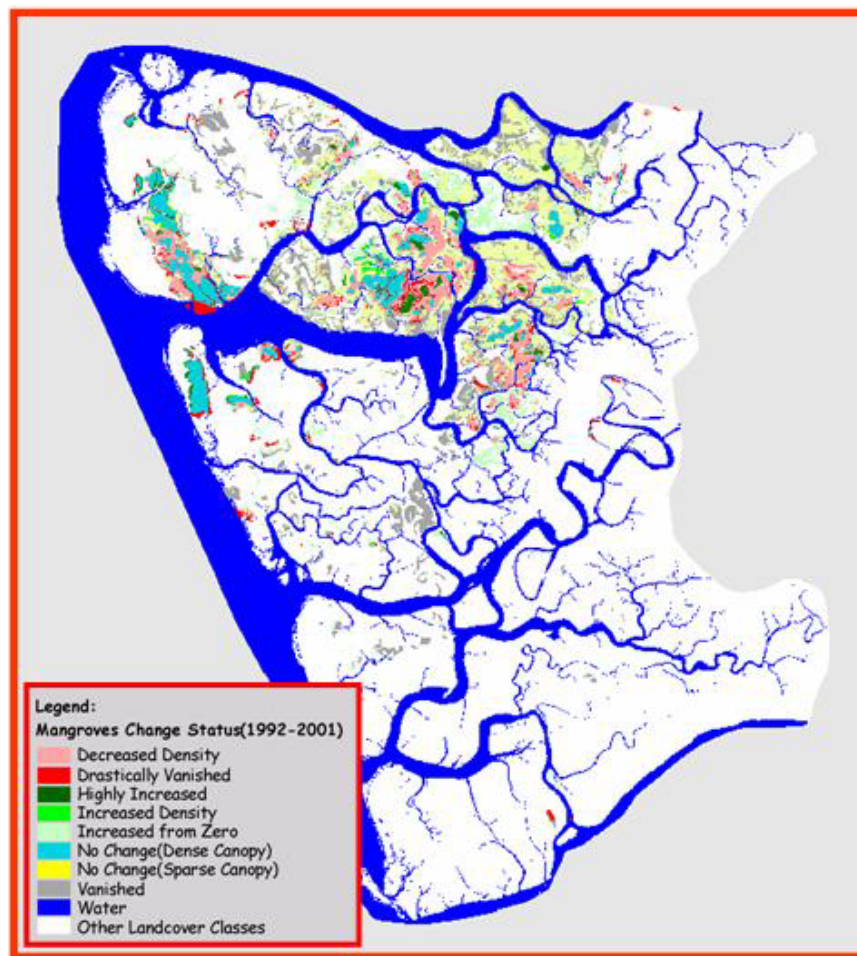 Legend:
Mangroves Change Status(1992-2001)
Decreased Density
Drastically Vanished
Highly Increased
Increased Density
Increased from Zero
No Change(Dense Canopy)
No Change(Sparse Canopy)
Vanished
Water
Other Landcover Classes